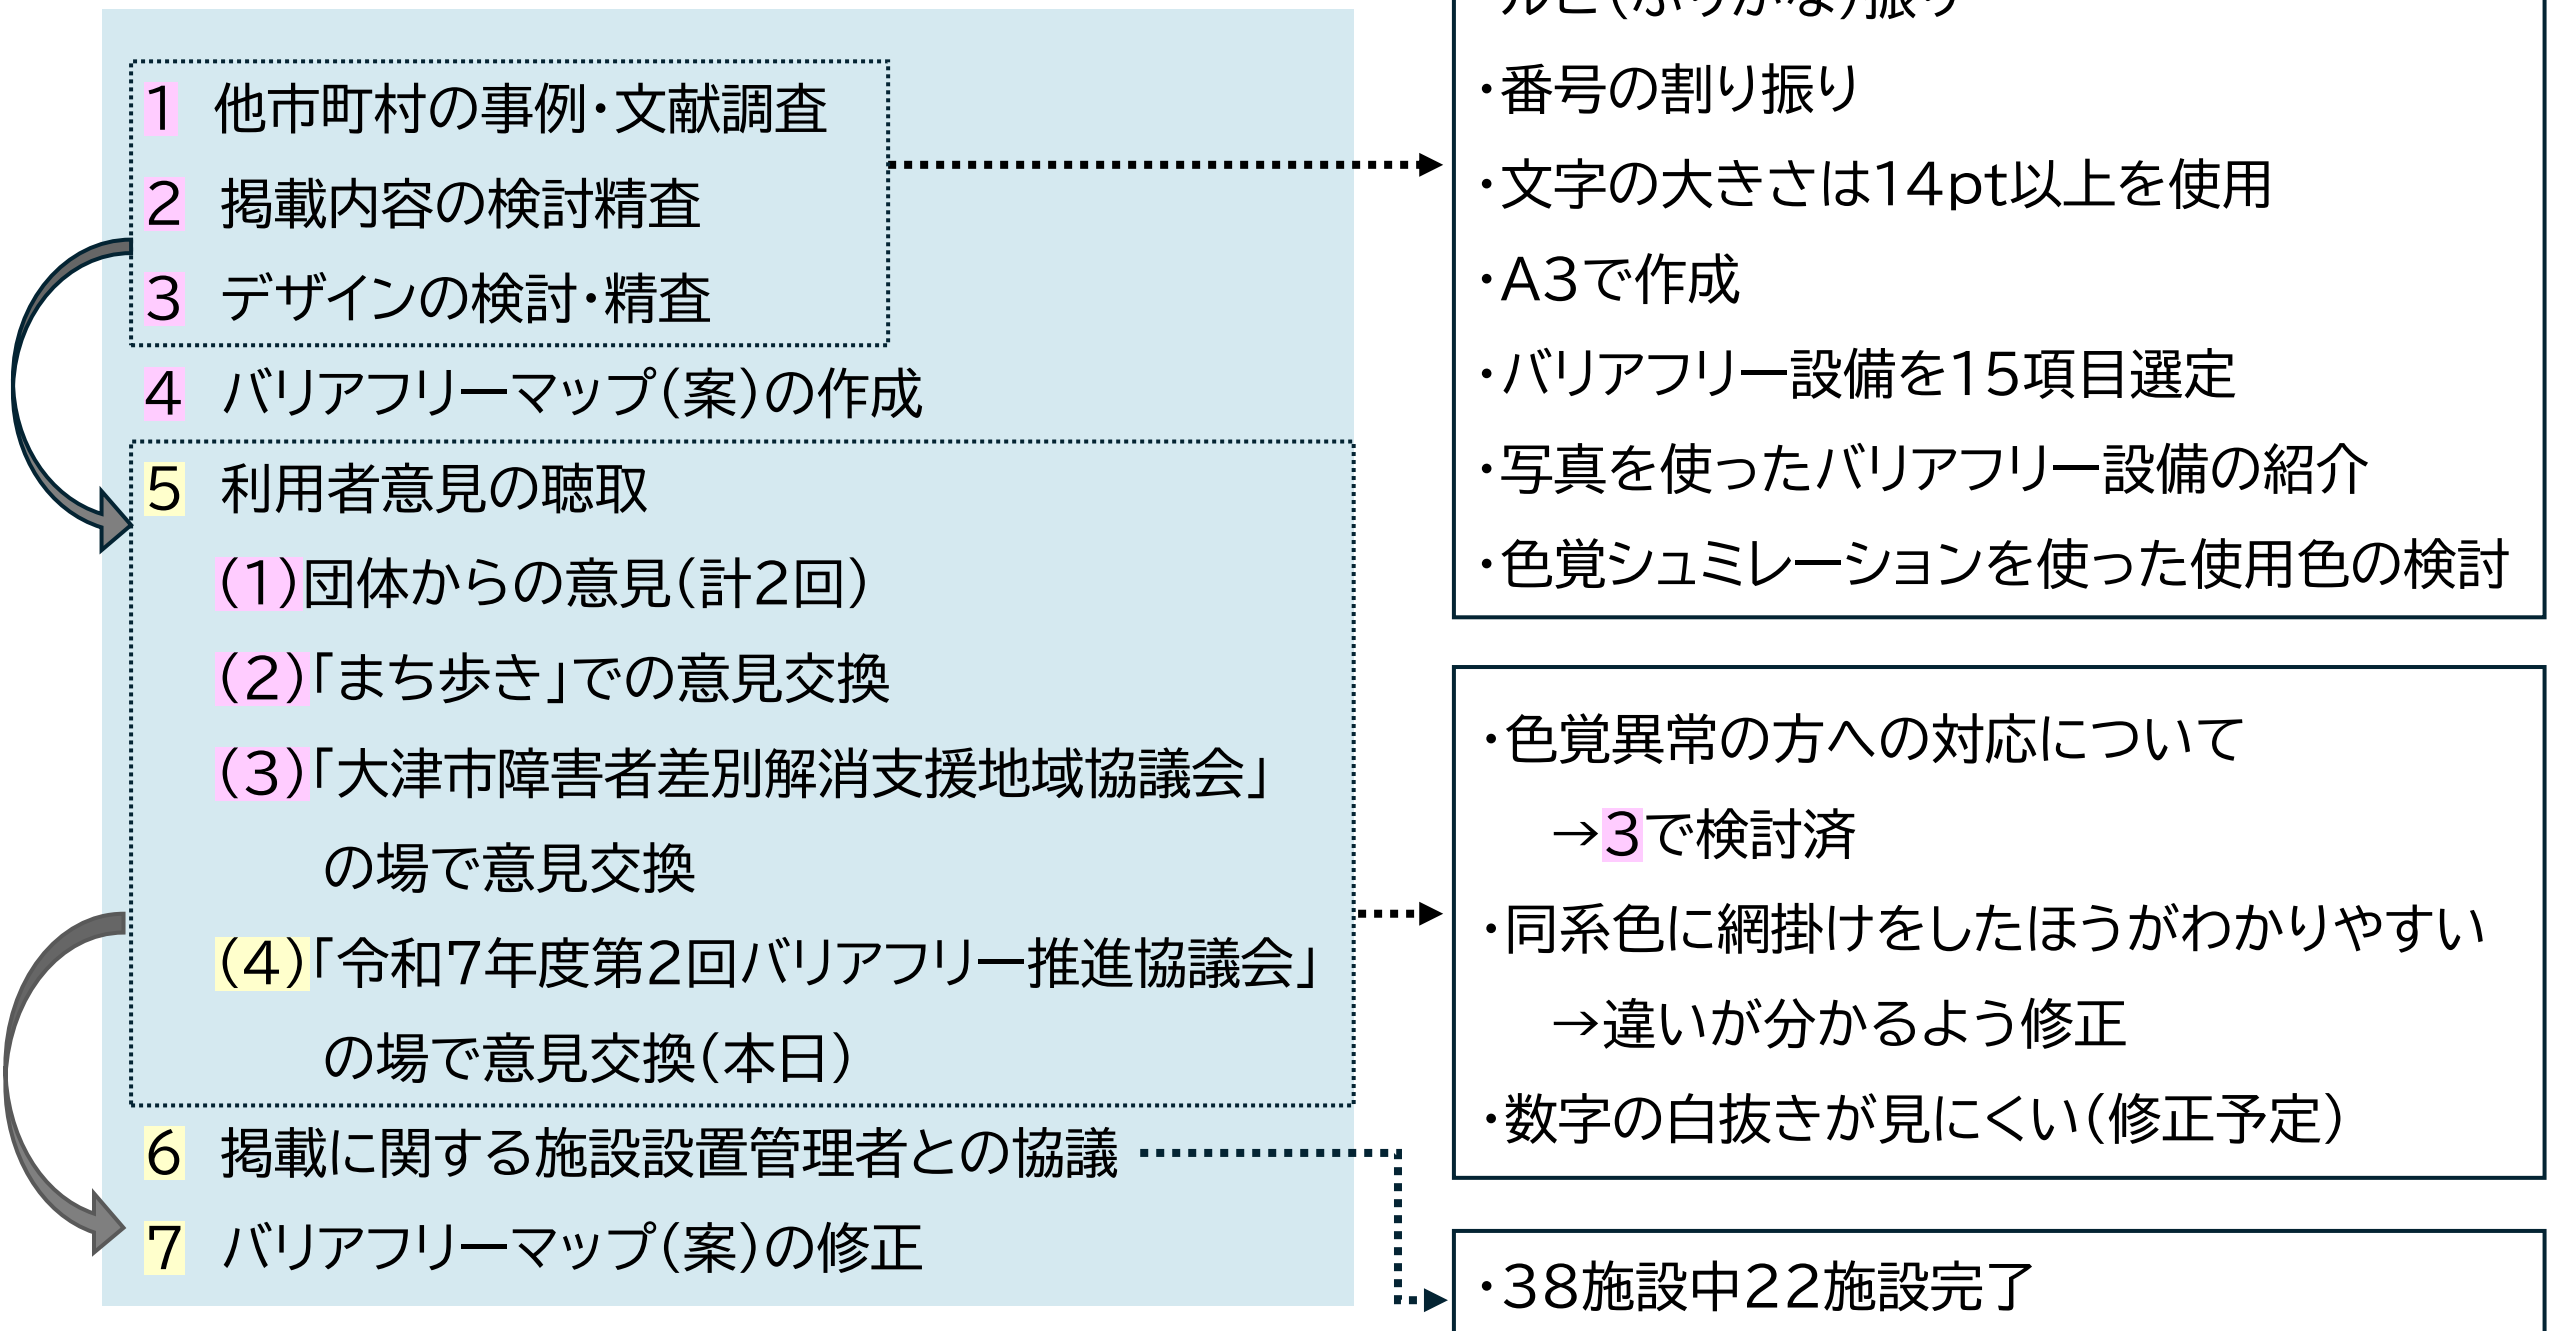 1 他市町村の事例・文献調査
2 掲載内容の検討精査
3 デザインの検討・精査
4 バリアフリーマップ(案)の作成
5 利用者意見の聴取
(1)団体からの意見(計2回)
(2)「まち歩き」での意見交換
(3)「大津市障害者差別解消支援地域協議会」
の場で意見交換
(4)「令和7年度第2回バリアフリー推進協議会」
の場で意見交換(本日)
6 掲載に関する施設設置管理者との協議
7 バリアフリーマップ(案)の修正
ルビ(ふりがな)振り
・番号の割り振り
・文字の大きさは14pt以上を使用
・A3で作成
・バリアフリー設備を15項目選定
・写真を使ったバリアフリー設備の紹介
・色覚シュミレーションを使った使用色の検討
・色覚異常の方への対応について
→3で検討済
・同系色に網掛けをしたほうがわかりやすい
→違いが分かるよう修正
・数字の白抜きが見にくい(修正予定)
・38施設中22施設完了